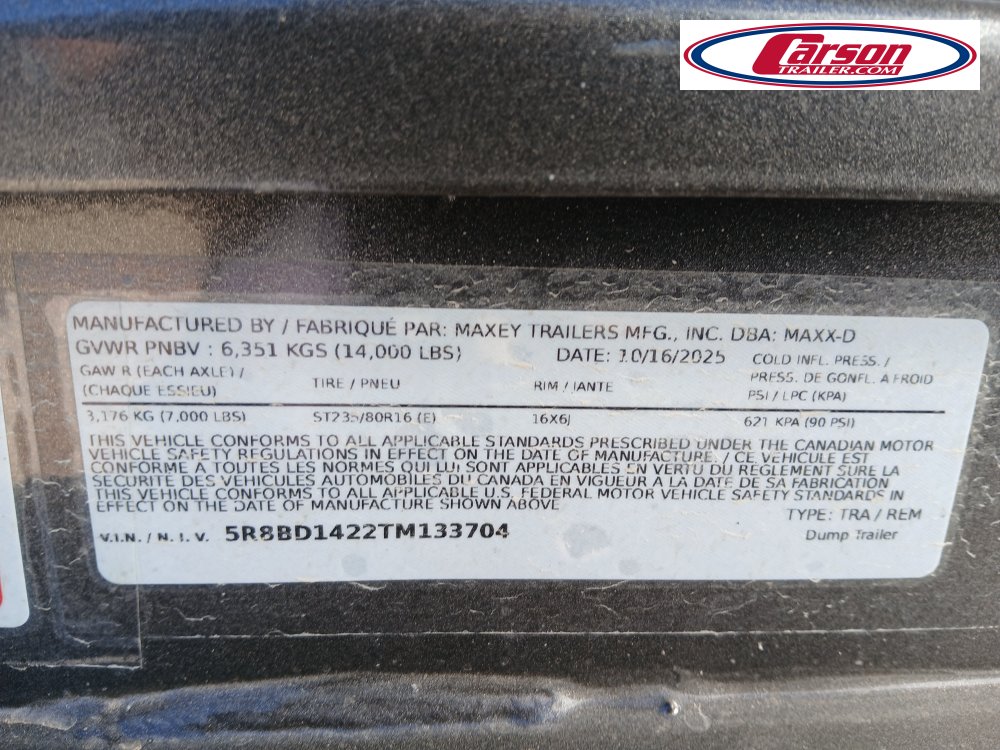 Carson
TRAILER.COM
MANUFACTURED BY / FABRIQUÉ PAR: MAXEY TRAILERS MFG., INC. DBA: MAXX-D
GVWR PNBV : 6,351 KGS (14,000 LBS) DATE: 10/16/2025 COLD INFL. PRESS. /
GAWR (EACH AXLE) / TIRE / PNEU RIM / JANTE PRESS. DE GONFL. A FROID
(CHAQUE ESSIEU) PSI / LPC (KPA)
3,176 KG (7,000 LBS) ST235/80R16 (E) 16X6J 621 KPA (90 PSI)
THIS VEHICLE CONFORMS TO ALL APPLICABLE STANDARDS PRESCRIBED UNDER THE CANADIAN MOTOR
VEHICLE SAFETY REGULATIONS IN EFFECT ON THE DATE OF MANUFACTURE. / CE VEHICULE EST
CONFORME A TOUTES LES NORMES QUI LUI SONT APPLICABLES EN VERTU DU REGLEMENT SURE LA
SECURITE DES VEHICULES AUTOMOBILES DU CANADA EN VIGUEUR A LA DATE DE SA FABRICATION
THIS VEHICLE CONFORMS TO ALL APPLICABLE U.S. FEDERAL MOTOR VEHICLE SAFETY STANDARDS IN
EFFECT ON THE DATE OF MANUFACTURE SHOWN ABOVE
TYPE: TRA / REM
V.I.N. / N. I. V. 5R8BD1422TM133704 Dump Trailer